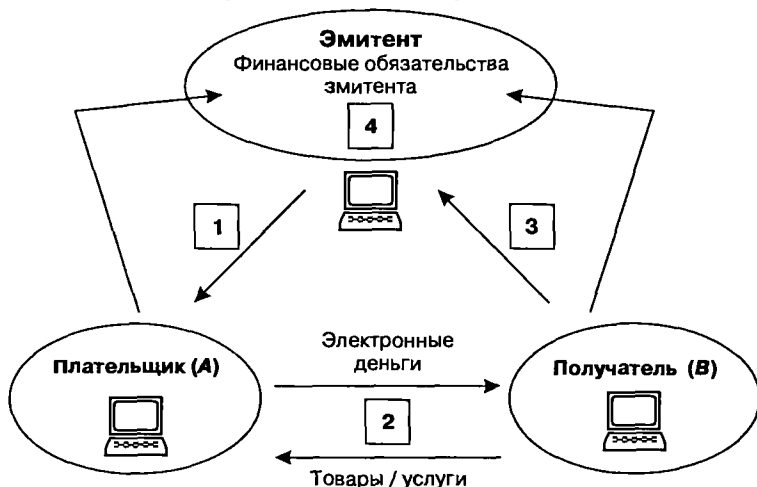 Эмитент
Финансовые обязательства
змитента
4
1
3
Электронные
деньги
Плательщик (А)
Получатель (В)
2
Товары / услуги